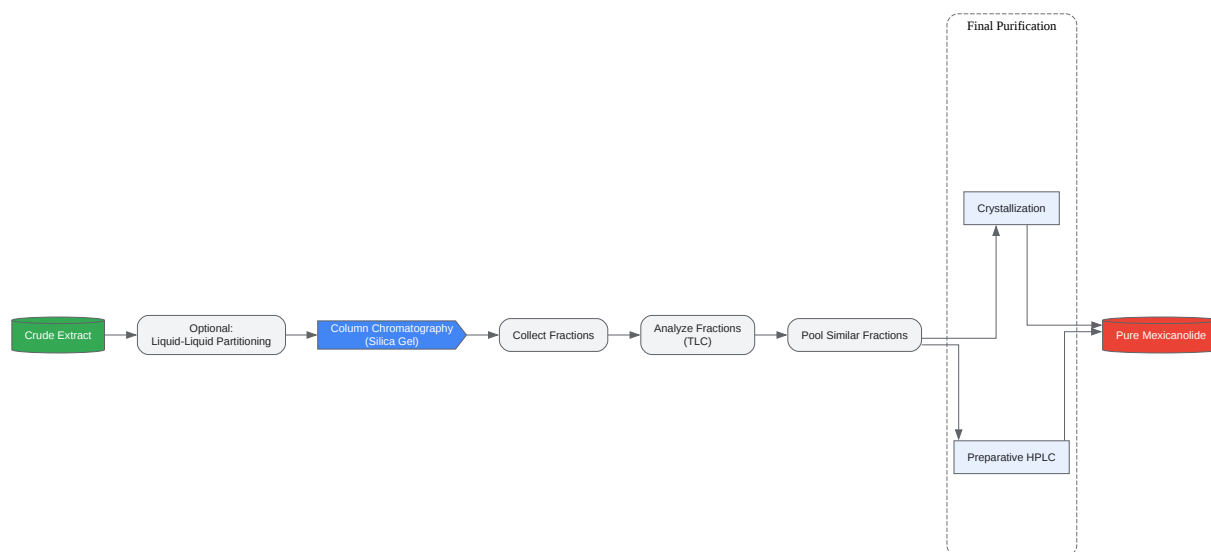 Final Purification
Crystallization
Crude Extract
Optional:
Liquid-Liquid Partitioning
Column Chromatography
(Silica Gel)
Collect Fractions
Analyze Fractions
(TLC)
Pool Similar Fractions
Pure Mexicanolide
Preparative HPLC